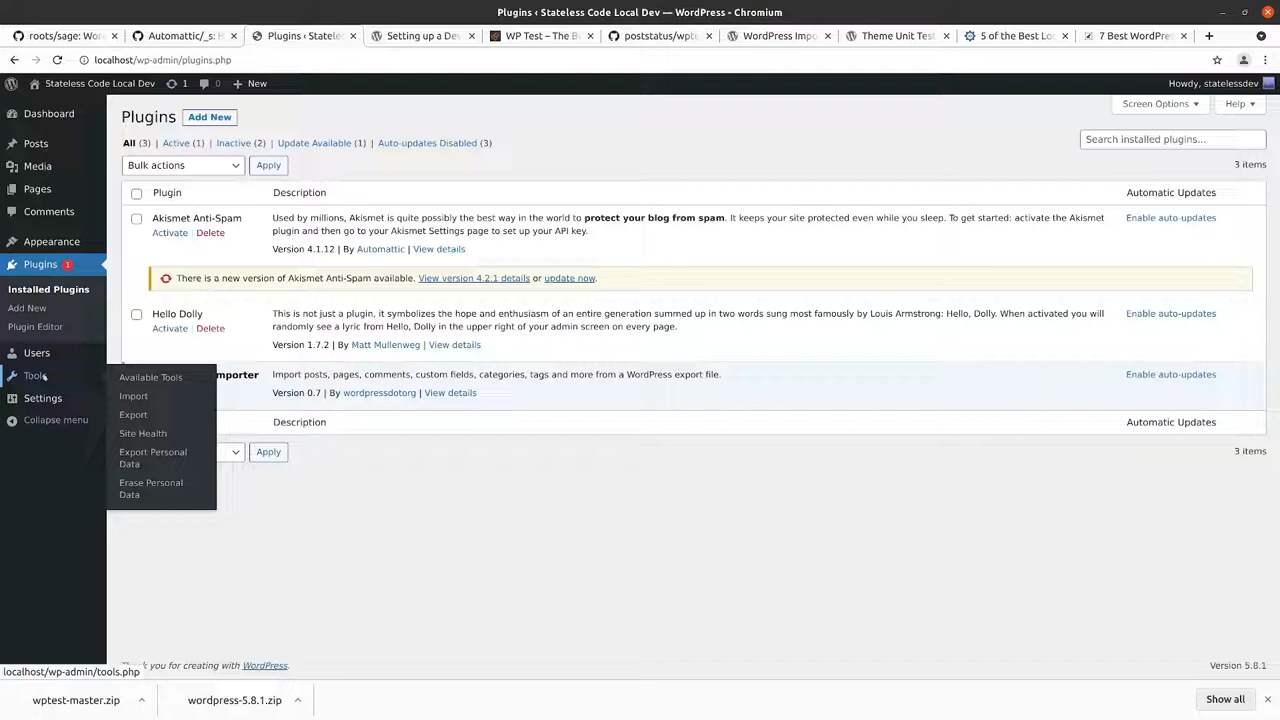 Plugins ‹ Stateless Code Local Dev — WordPress - Chromium
roots/sage: Wor
Automattic/_s: H
Plugins ‹ Stateles
Setting up a Dev
WP Test – The B
poststatus/wpte
WordPress Impo
Theme Unit Test
5 of the Best Lo
7 Best WordPres
localhost/wp-admin/plugins.php
Stateless Code Local Dev
1
0
New
Howdy, statelessdev
Dashboard
Posts
Media
Pages
Comments
Appearance
Plugins 1
Installed Plugins
Add New
Plugin Editor
Users
Tools
Settings
Collapse menu
Available Tools
Import
Export
Site Health
Export Personal
Data
Erase Personal
Data
Plugins
Add New
Screen Options
Help
All (3) | Active (1) | Inactive (2) | Update Available (1) | Auto-updates Disabled (3)
Search installed plugins...
Bulk actions
Apply
3 items
Plugin
Description
Automatic Updates
Akismet Anti-Spam
Activate | Delete
Used by millions, Akismet is quite possibly the best way in the world to protect your blog from spam. It keeps your site protected even while you sleep. To get started: activate the Akismet
plugin and then go to your Akismet Settings page to set up your API key.
Version 4.1.12 | By Automattic | View details
Enable auto-updates
There is a new version of Akismet Anti-Spam available. View version 4.2.1 details or update now.
Hello Dolly
Activate | Delete
This is not just a plugin, it symbolizes the hope and enthusiasm of an entire generation summed up in two words sung most famously by Louis Armstrong: Hello, Dolly. When activated you will
randomly see a lyric from Hello, Dolly in the upper right of your admin screen on every page.
Version 1.7.2 | By Matt Mullenweg | View details
Enable auto-updates
mporter
Import posts, pages, comments, custom fields, categories, tags and more from a WordPress export file.
Version 0.7 | By wordpressdotorg | View details
Enable auto-updates
Description
Automatic Updates
Apply
3 items
Thank you for creating with WordPress.
Version 5.8.1
localhost/wp-admin/tools.php
wptest-master.zip
wordpress-5.8.1.zip
Show all